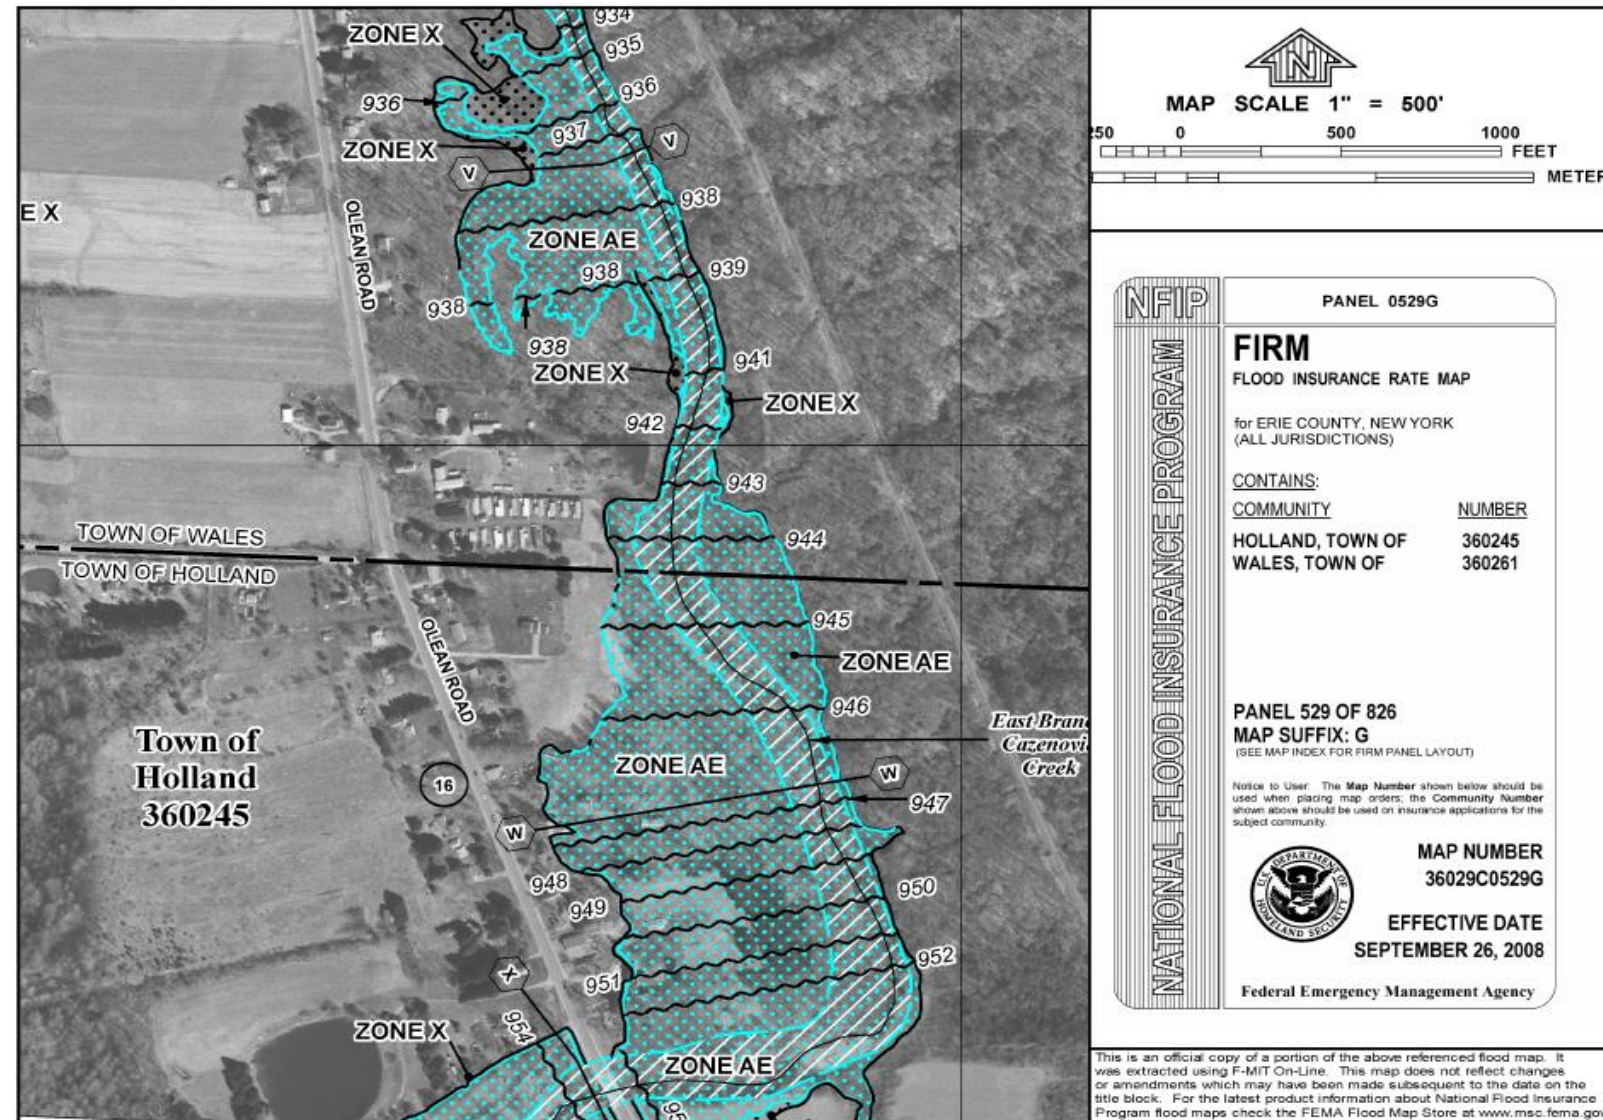 934
ZONE X
935
936
936
937
V
ZONE X
V
938
E X
ZONE AE
OLEAN ROAD
939
938
938
938
941
ZONE X
ZONE X
942
943
TOWN OF WALES
944
TOWN OF HOLLAND
945
OLEAN ROAD
ZONE AE
946
East Bran
Cazenovi
Creek
Town of
Holland
360245
ZONE AE
16
W
947
W
948
950
949
952
951
X
954
ZONE X
ZONE AE
N
MAP SCALE 1" = 500'
250 0 500 1000
FEET
METER
NFIP
NATIONAL FLOOD INSURANCE PROGRAM
PANEL 0529G
FIRM
FLOOD INSURANCE RATE MAP
for ERIE COUNTY, NEW YORK
(ALL JURISDICTIONS)
CONTAINS:
COMMUNITY NUMBER
HOLLAND, TOWN OF 360245
WALES, TOWN OF 360261
PANEL 529 OF 826
MAP SUFFIX: G
(SEE MAP INDEX FOR FIRM PANEL LAYOUT)
Notice to User: The Map Number shown below should be
used when placing map orders; the Community Number
shown above should be used on insurance applications for the
subject community.
U.S. DEPARTMENT OF HOMELAND SECURITY
MAP NUMBER
36029C0529G
EFFECTIVE DATE
SEPTEMBER 26, 2008
Federal Emergency Management Agency
This is an official copy of a portion of the above referenced flood map. It
was extracted using F-MIT On-Line. This map does not reflect changes
or amendments which may have been made subsequent to the date on the
title block. For the latest product information about National Flood Insurance
Program flood maps check the FEMA Flood Map Store at www.msc.fema.gov